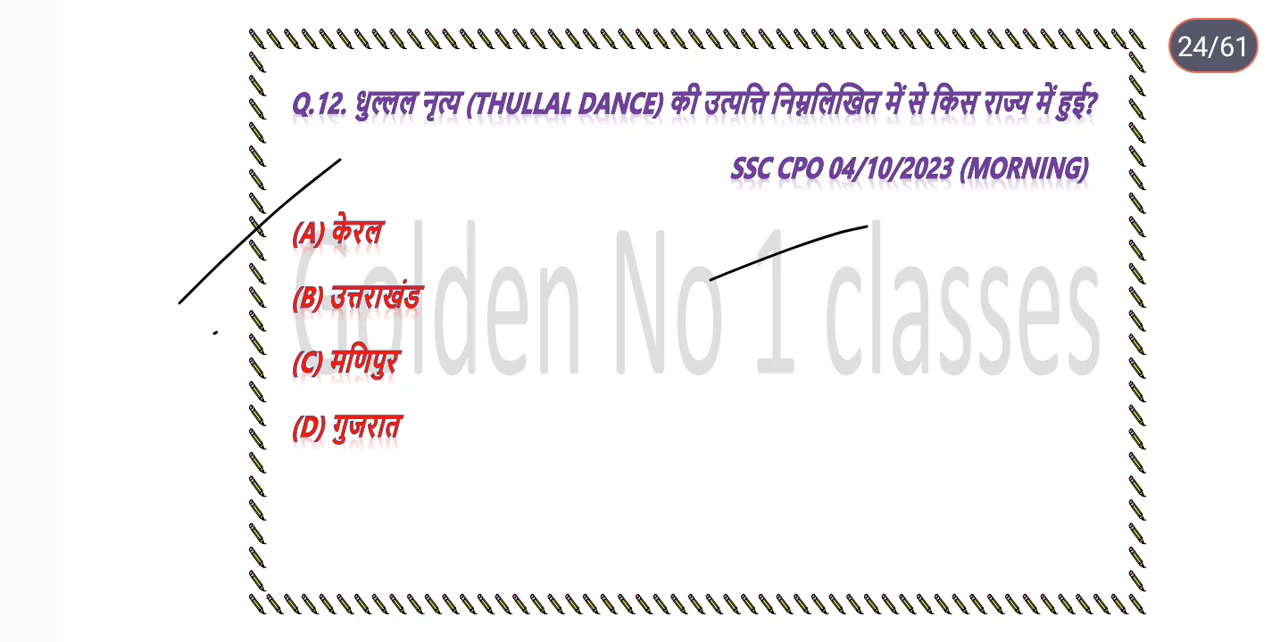 24/61
Q.12. धुल्लल नृत्य (THULLAL DANCE) की उत्पत्ति निम्नलिखित में से किस राज्य में हुई?
SSC CPO 04/10/2023 (MORNING)
(A) केरल
(B) उत्तराखंड
(C) मणिपुर
(D) गुजरात
Golden No 1 classes